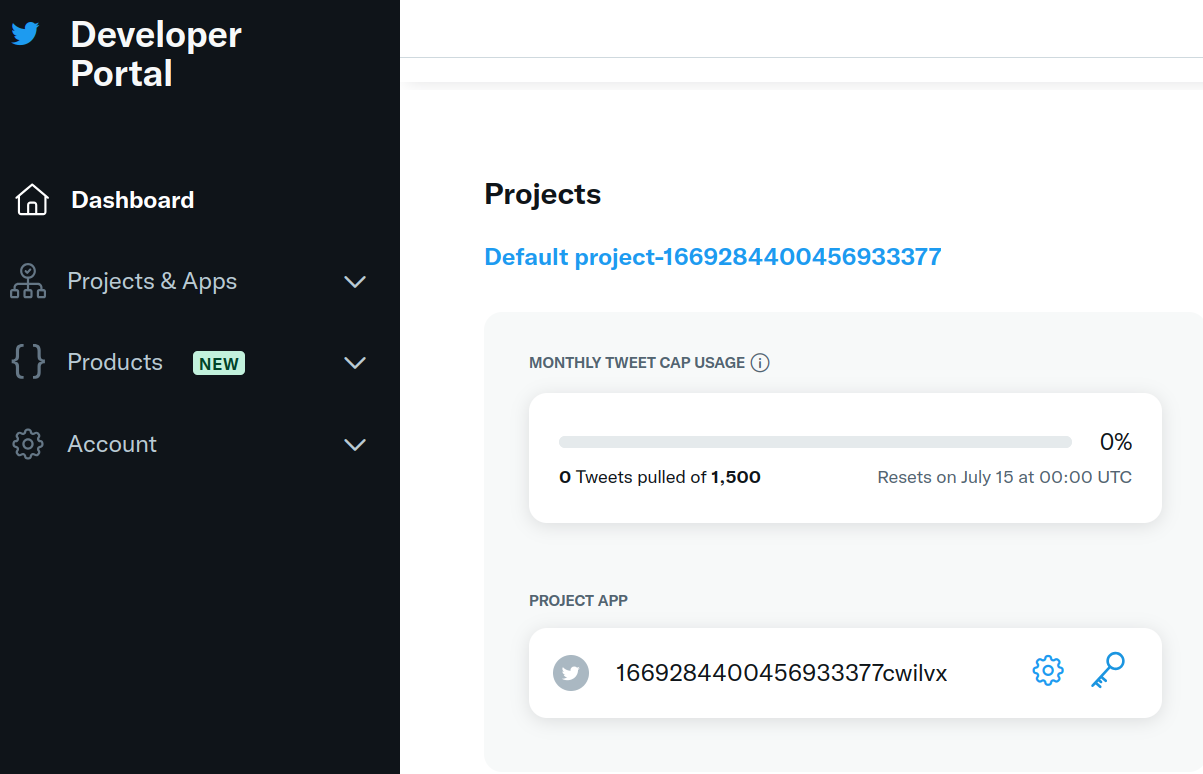 Developer
Portal
Dashboard
Projects & Apps
Products NEW
Account
Projects
Default project-1669284400456933377
MONTHLY TWEET CAP USAGE
0%
0 Tweets pulled of 1,500 Resets on July 15 at 00:00 UTC
PROJECT APP
1669284400456933377cwilvx